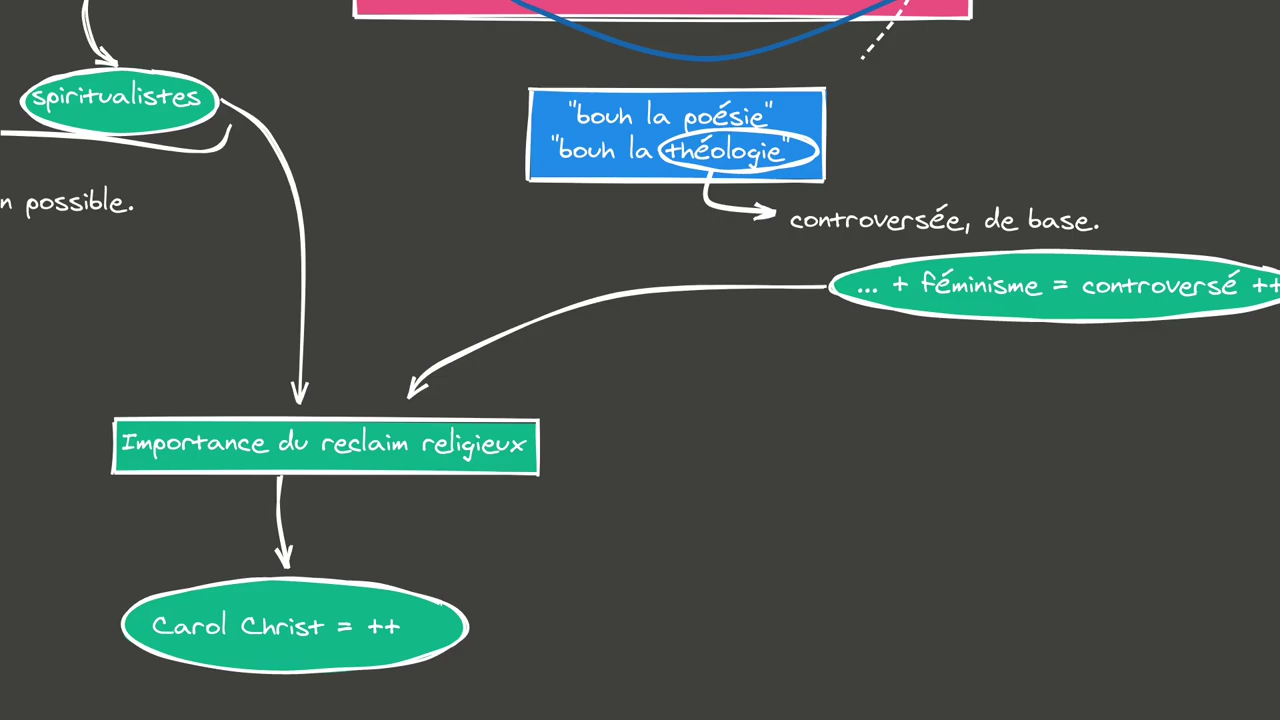 spiritualistes
"bouh la poésie"
"bouh la théologie"
n possible.
controversée, de base.
... + féminisme = controversé ++
Importance du reclaim religieux
Carol Christ = ++